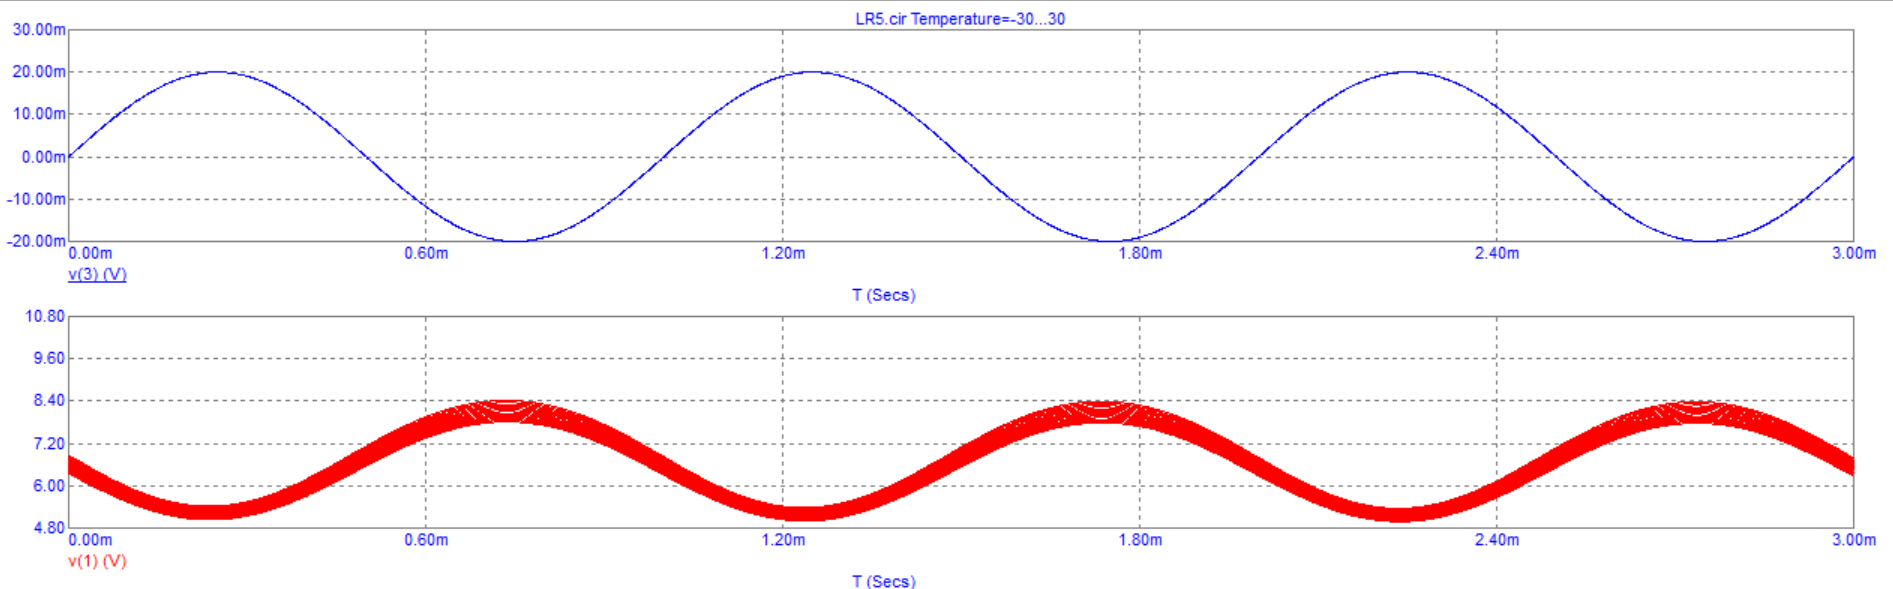 LR5.cir Temperature=-30...30
30.00m
20.00m
10.00m
0.00m
-10.00m
-20.00m
0.00m 0.60m 1.20m 1.80m 2.40m 3.00m
v(3) (V)
T (Secs)
10.80
9.60
8.40
7.20
6.00
4.80
0.00m 0.60m 1.20m 1.80m 2.40m 3.00m
v(1) (V)
T (Secs)